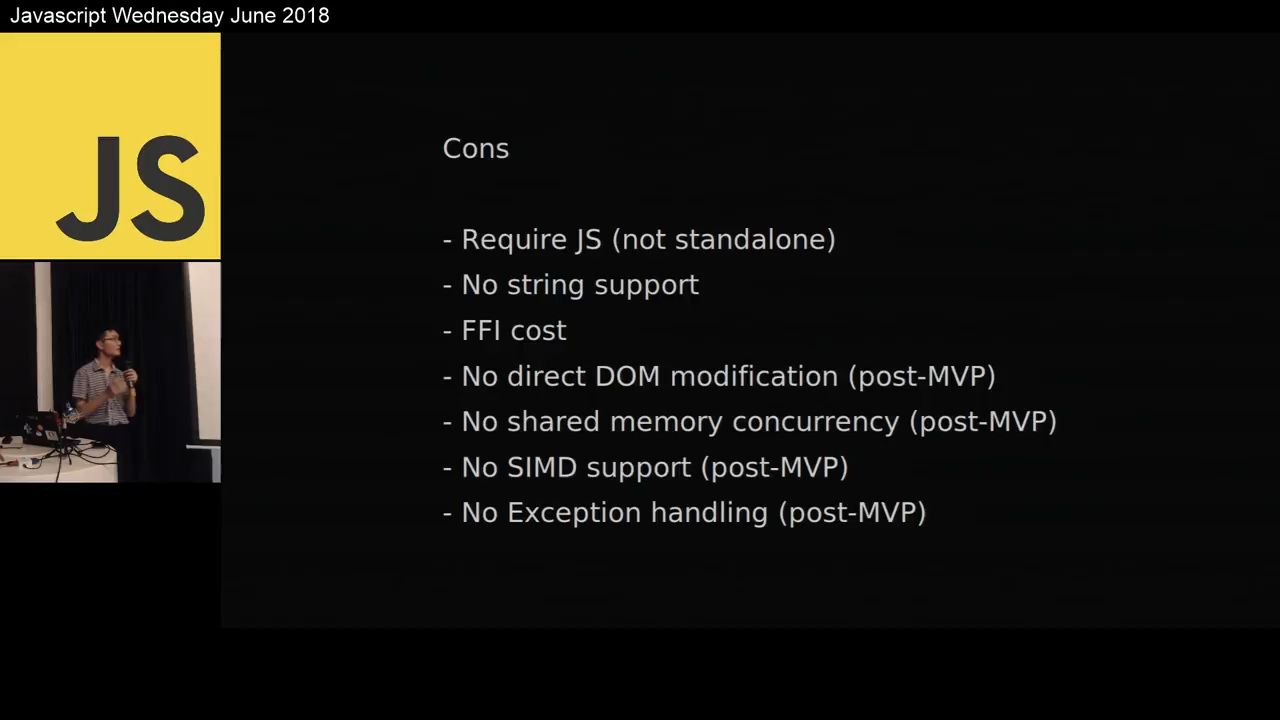 Javascript Wednesday June 2018
JS
Cons
- Require JS (not standalone)
- No string support
- FFI cost
- No direct DOM modification (post-MVP)
- No shared memory concurrency (post-MVP)
- No SIMD support (post-MVP)
- No Exception handling (post-MVP)